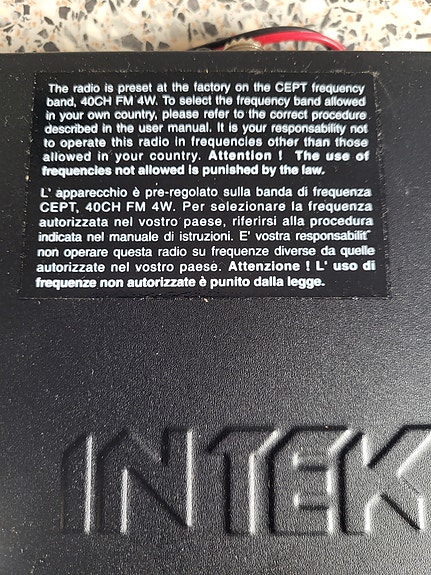 The radio is preset at the factory on the CEPT frequency
band, 40CH FM 4W. To select the frequency band allowed
in your own country, please refer to the correct procedure
described in the user manual. It is your responsability not
to operate this radio in frequencies other than those
allowed in your country. Attention ! The use of
frequencies not allowed is punished by the law.
L' apparecchio è pre-regolato sulla banda di frequenza
CEPT, 40CH FM 4W. Per selezionare la frequenza
autorizzata nel vostro paese, riferirsi alla procedura
indicata nel manuale di istruzioni. E' vostra responsabilit
non operare questa radio su frequenze diverse da quelle
autorizzate nel vostro paese. Attenzione ! L' uso di
frequenze non autorizzate è punito dalla legge.
INTEK